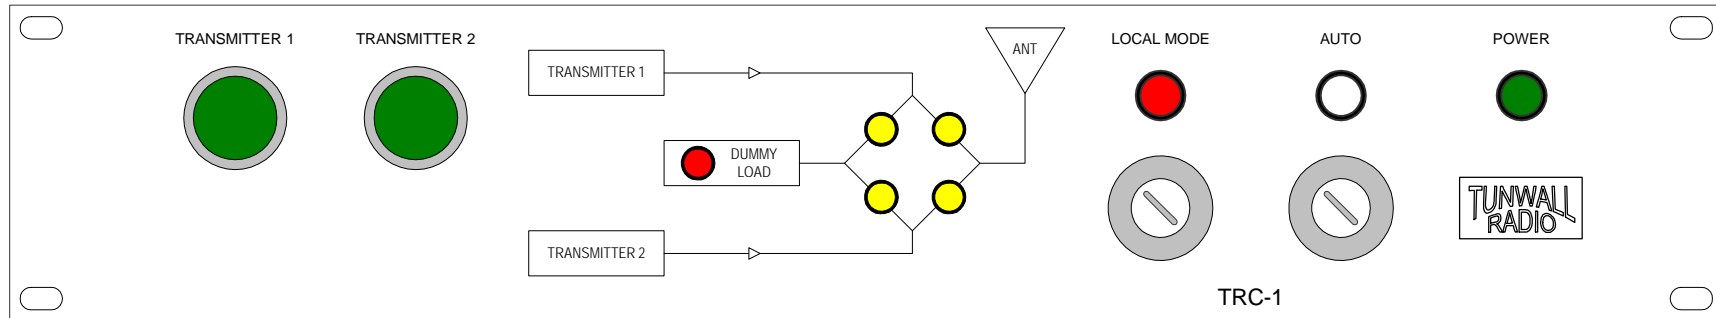 TRANSMITTER 1
TRANSMITTER 2
TRANSMITTER 1
ANT
DUMMY
LOAD
TRANSMITTER 2
LOCAL MODE
AUTO
POWER
TUNWALL
RADIO
TRC-1